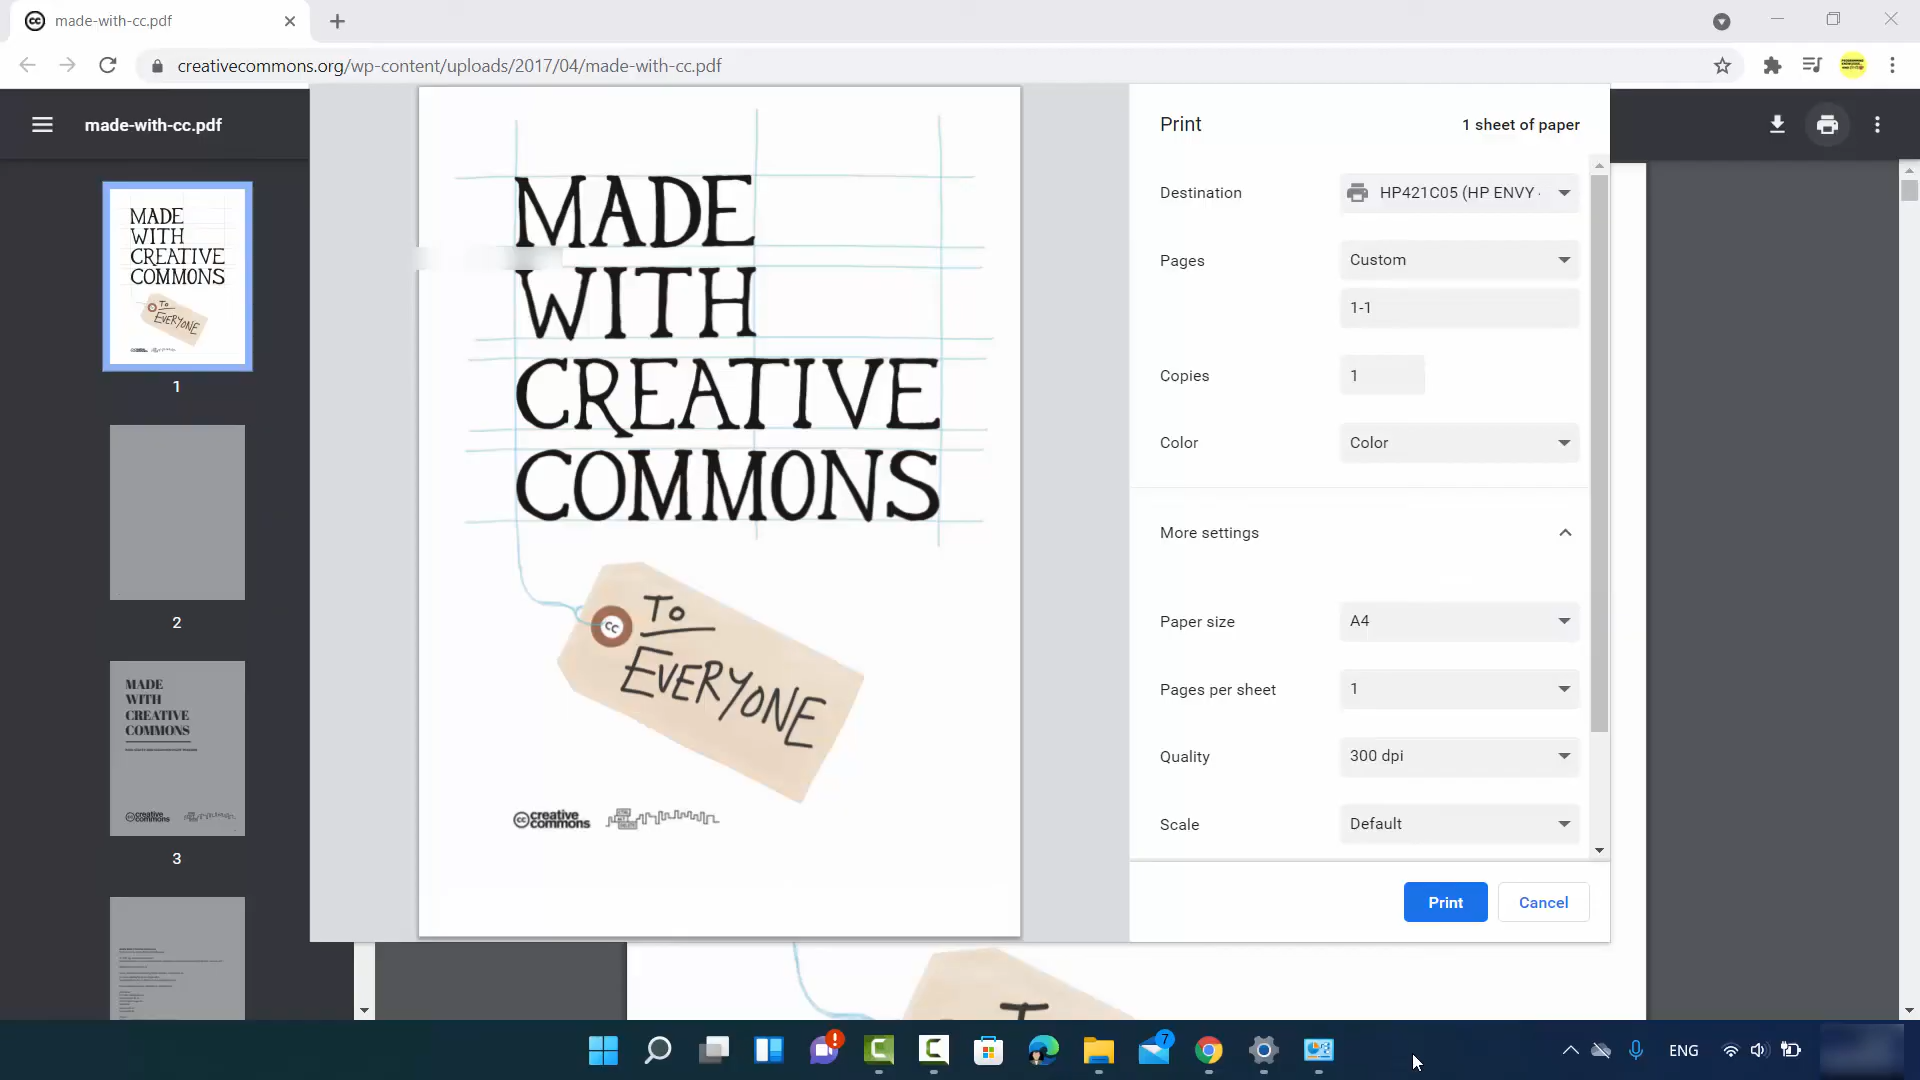 made-with-cc.pdf
creativecommons.org/wp-content/uploads/2017/04/made-with-cc.pdf
made-with-cc.pdf
MADE
WITH
CREATIVE
COMMONS
To
EVERYONE
1
2
MADE
WITH
CREATIVE
COMMONS
3
MADE
WITH
CREATIVE
COMMONS
CC
To
EVERYONE
cc creative
commons
Print
1 sheet of paper
Destination
HP421C05 (HP ENVY
Pages
Custom
1-1
Copies
1
Color
Color
More settings
Paper size
A4
Pages per sheet
1
Quality
300 dpi
Scale
Default
Print
Cancel
7
ENG